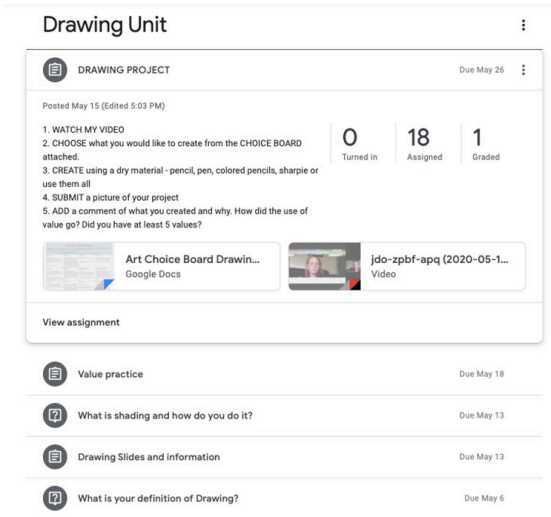 Drawing Unit
DRAWING PROJECT
Due May 26
Posted May 15 (Edited 5:03 PM)
1. WATCH MY VIDEO
2. CHOOSE what you would like to create from the CHOICE BOARD
attached.
3. CREATE using a dry material - pencil, pen, colored pencils, sharpie or
use them all
4. SUBMIT a picture of your project
5. ADD a comment of what you created and why. How did the use of
value go? Did you have at least 5 values?
0
Turned in
18
Assigned
1
Graded
Art Choice Board Drawin...
Google Docs
jdo-zpbf-apq (2020-05-1...
Video
View assignment
Value practice
Due May 18
What is shading and how do you do it?
Due May 13
Drawing Slides and information
Due May 13
What is your definition of Drawing?
Due May 6